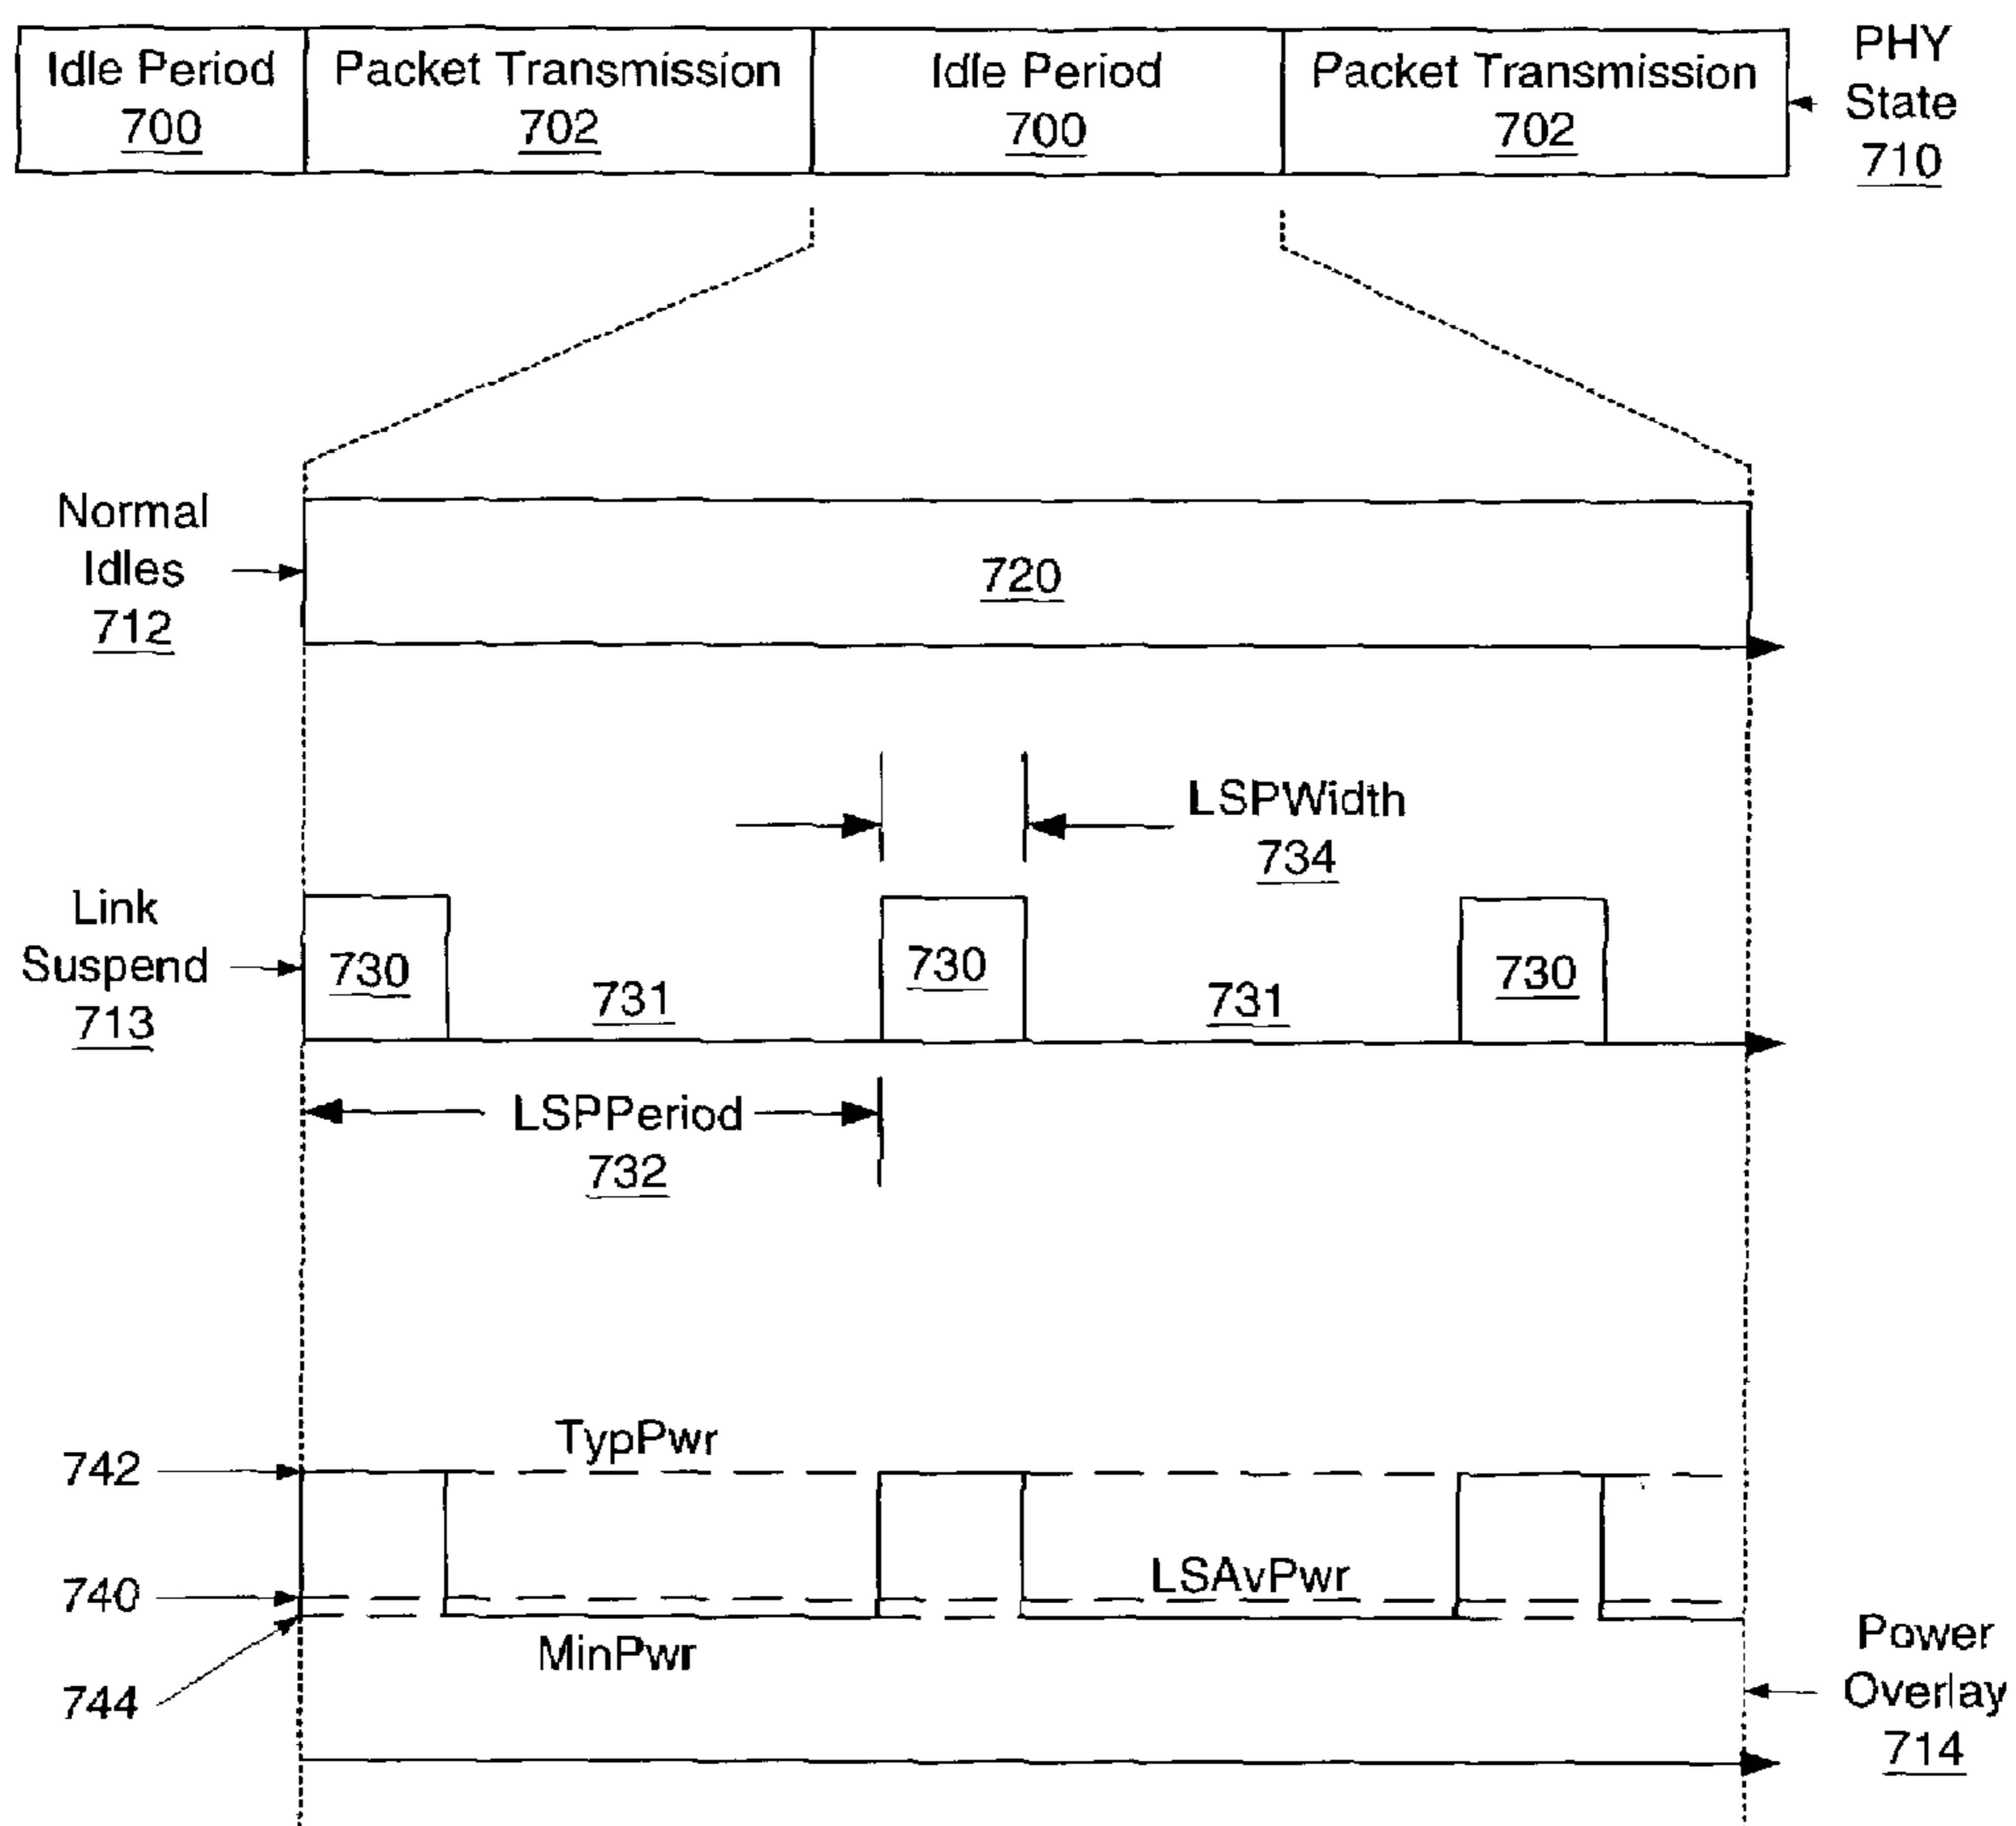 Idle Period
700
Packet Transmission
702
Idle Period
700
Packet Transmission
702
PHY
State
710
Normal
Idles
712
720
LSPWidth
734
Link
Suspend
713
730
731
730
731
730
LSPPeriod
732
TypPwr
742
740
LSAvPwr
MinPwr
744
Power
Overlay
714